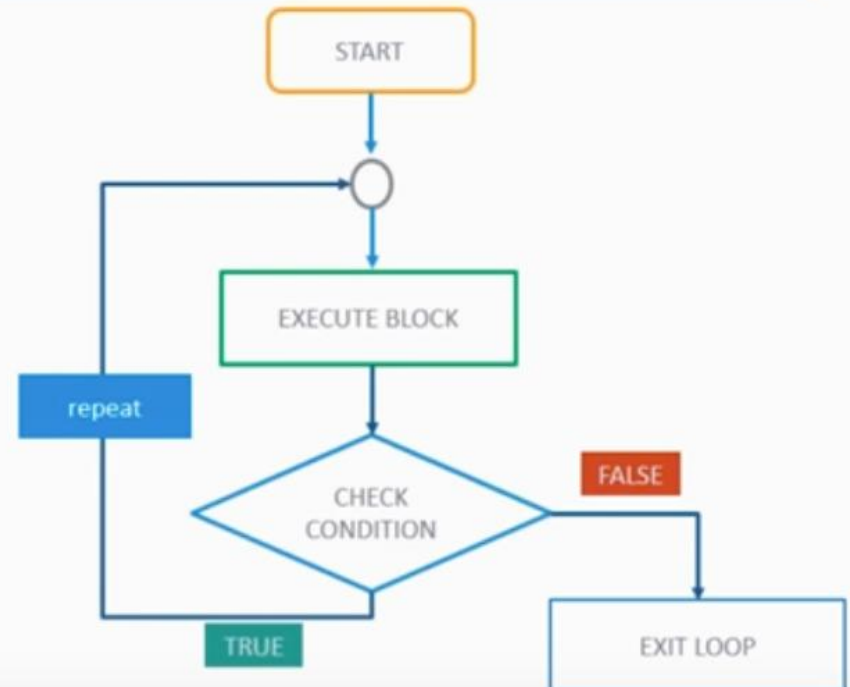 START
EXECUTE BLOCK
repeat
FALSE
CHECK
CONDITION
TRUE
EXIT LOOP